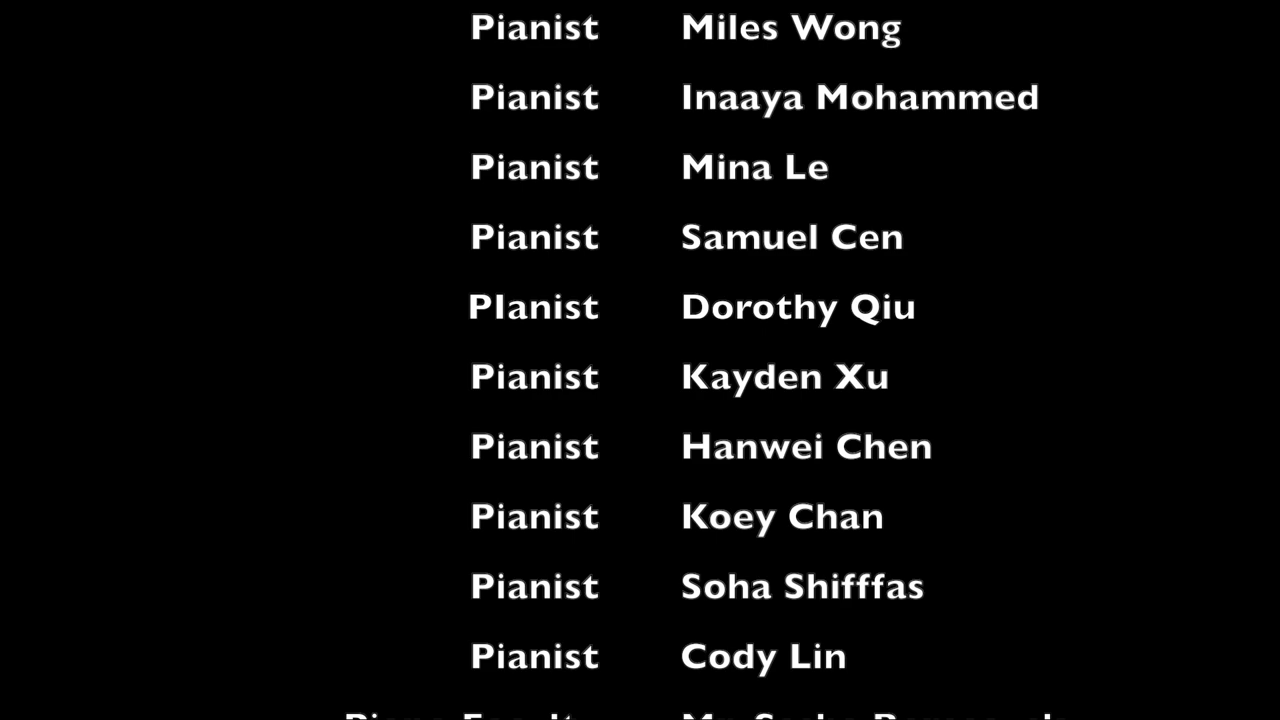 Pianist Miles Wong
Pianist Inaaya Mohammed
Pianist Mina Le
Pianist Samuel Cen
PIanist Dorothy Qiu
Pianist Kayden Xu
Pianist Hanwei Chen
Pianist Koey Chan
Pianist Soha Shifffas
Pianist Cody Lin